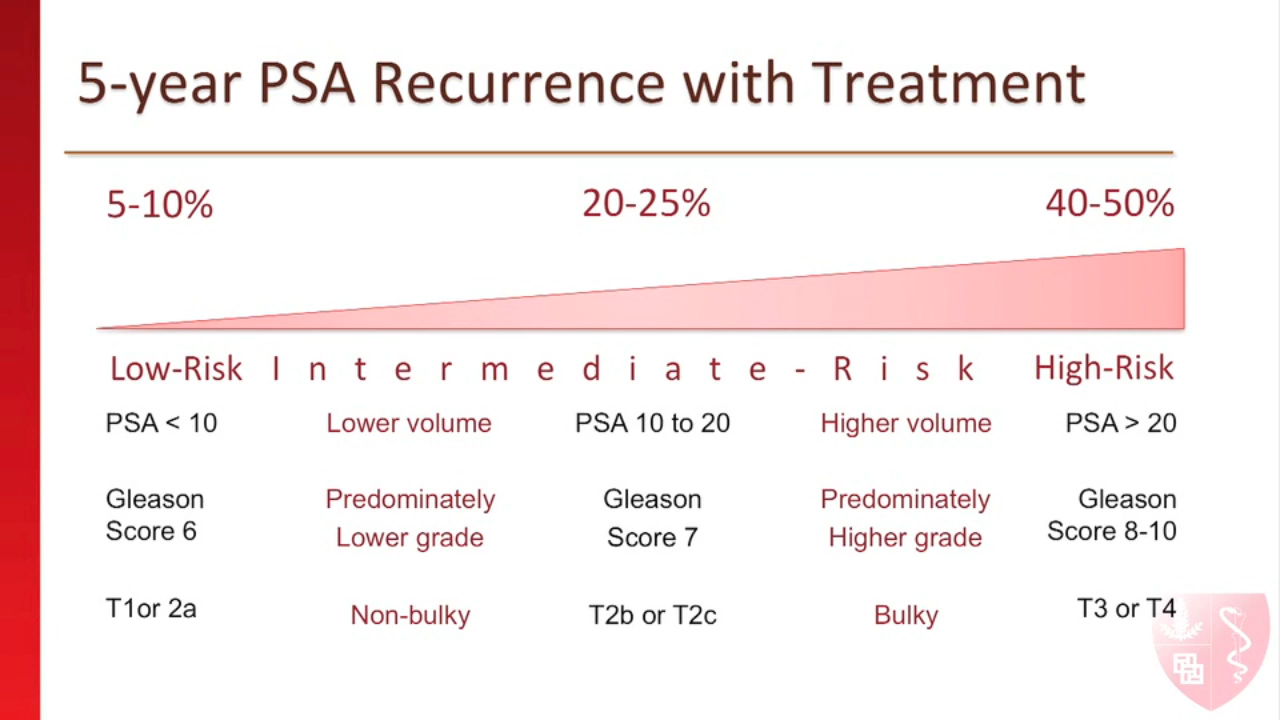 5-year PSA Recurrence with Treatment
5-10% 20-25% 40-50%
Low-Risk Intermediate-Risk High-Risk
PSA < 10 Lower volume PSA 10 to 20 Higher volume PSA > 20
Gleason Predominately Gleason Predominately Gleason
Score 6 Lower grade Score 7 Higher grade Score 8-10
T1or 2a Non-bulky T2b or T2c Bulky T3 or T4